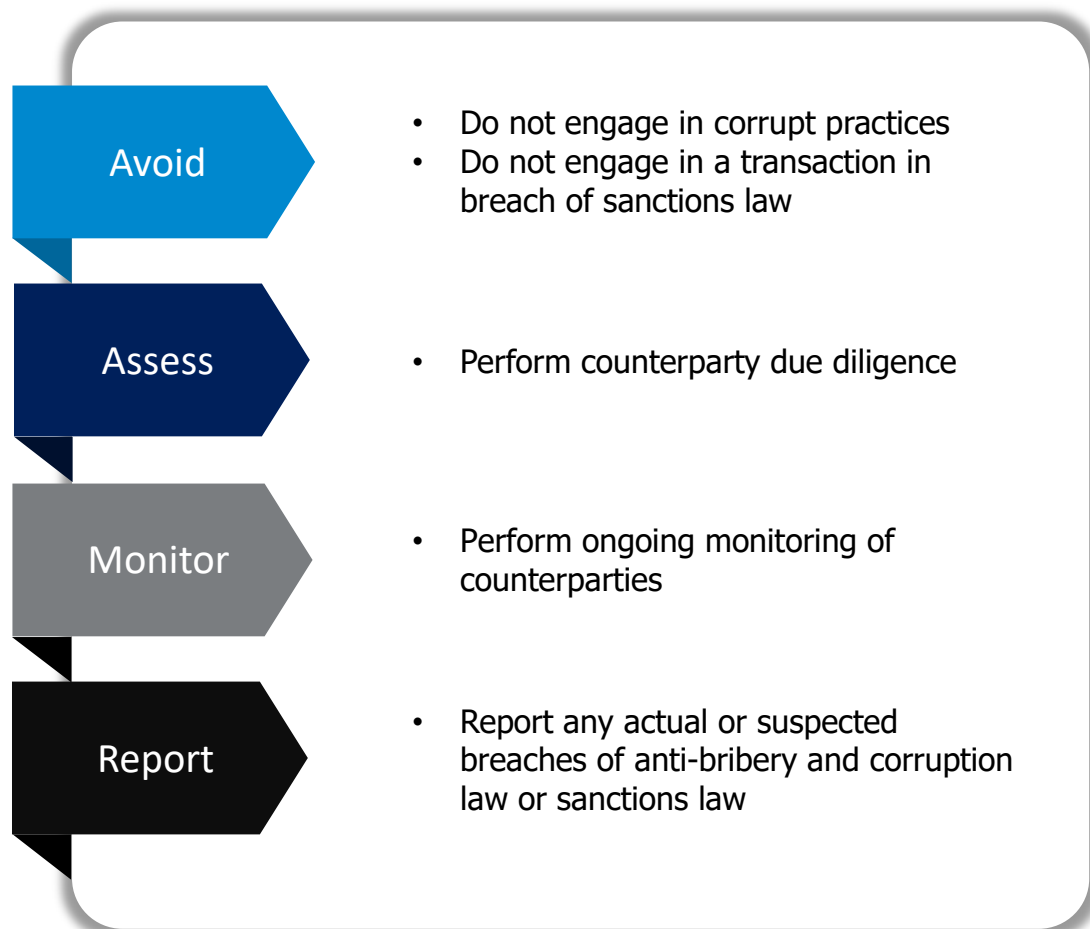 Avoid
• Do not engage in corrupt practices
• Do not engage in a transaction in
breach of sanctions law
Assess
• Perform counterparty due diligence
Monitor
• Perform ongoing monitoring of
counterparties
Report
• Report any actual or suspected
breaches of anti-bribery and corruption
law or sanctions law